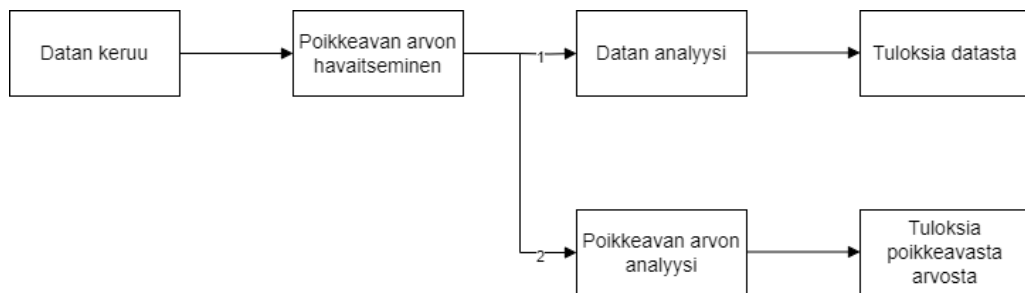 Datan keruu
Poikkeavan arvon
havaitseminen
1
Datan analyysi
Tuloksia datasta
2
Poikkeavan arvon
analyysi
Tuloksia
poikkeavasta
arvosta